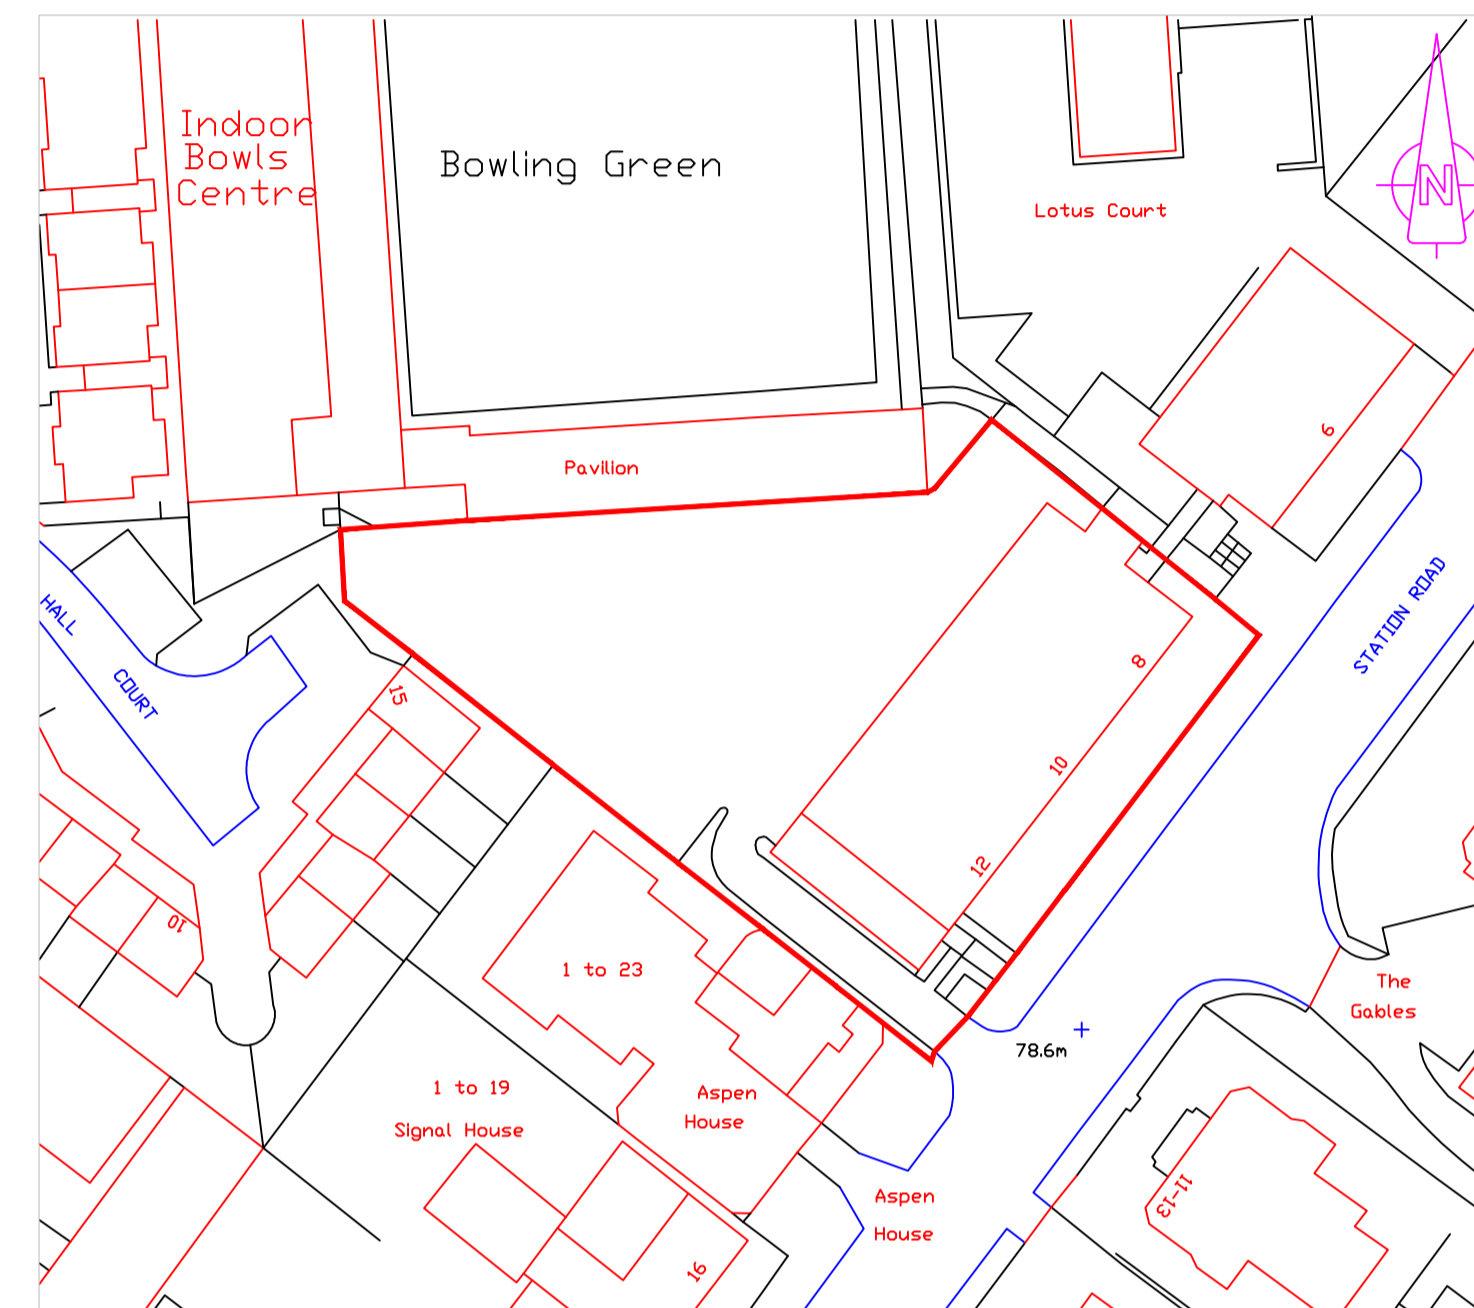 Indoor
Bowls
Centre
Bowling Green
N
Lotus Court
6
Pavilion
STATION ROAD
HALL
COURT
15
8
10
12
10
1 to 23
The
Gables
78.6m
1 to 19
Signal House
Aspen
House
Aspen
House
11-13
16